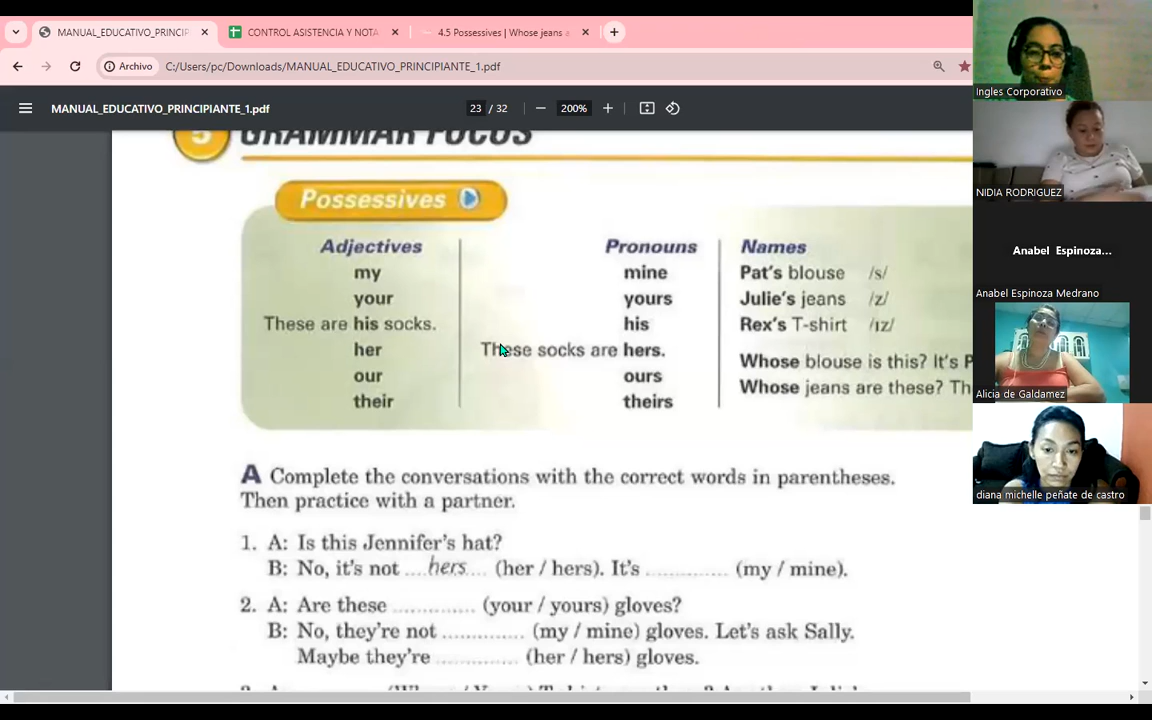 MANUAL_EDUCATIVO_PRINCIP
CONTROL ASISTENCIA Y NOTA
4.5 Possessives | Whose jeans
Archivo
C:/Users/pc/Downloads/MANUAL_EDUCATIVO_PRINCIPIANTE_1.pdf
MANUAL_EDUCATIVO_PRINCIPIANTE_1.pdf
23 / 32
200%
5 GRAMMAR FOCUS
Possessives
Adjectives
my
your
These are his socks.
her
our
their
Pronouns
mine
yours
his
These socks are hers.
ours
theirs
Names
Pat's blouse /s/
Julie's jeans /z/
Rex's T-shirt /ɪz/
Whose blouse is this? It's P
Whose jeans are these? Th
A Complete the conversations with the correct words in parentheses.
Then practice with a partner.
1. A: Is this Jennifer's hat?
B: No, it's not ....hers.... (her / hers). It's ............. (my / mine).
2. A: Are these ............. (your / yours) gloves?
B: No, they're not ............. (my / mine) gloves. Let's ask Sally.
Maybe they're ............. (her / hers) gloves.
Ingles Corporativo
NIDIA RODRIGUEZ
Anabel Espinoza...
Anabel Espinoza Medrano
Alicia de Galdamez
diana michelle peñate de castro